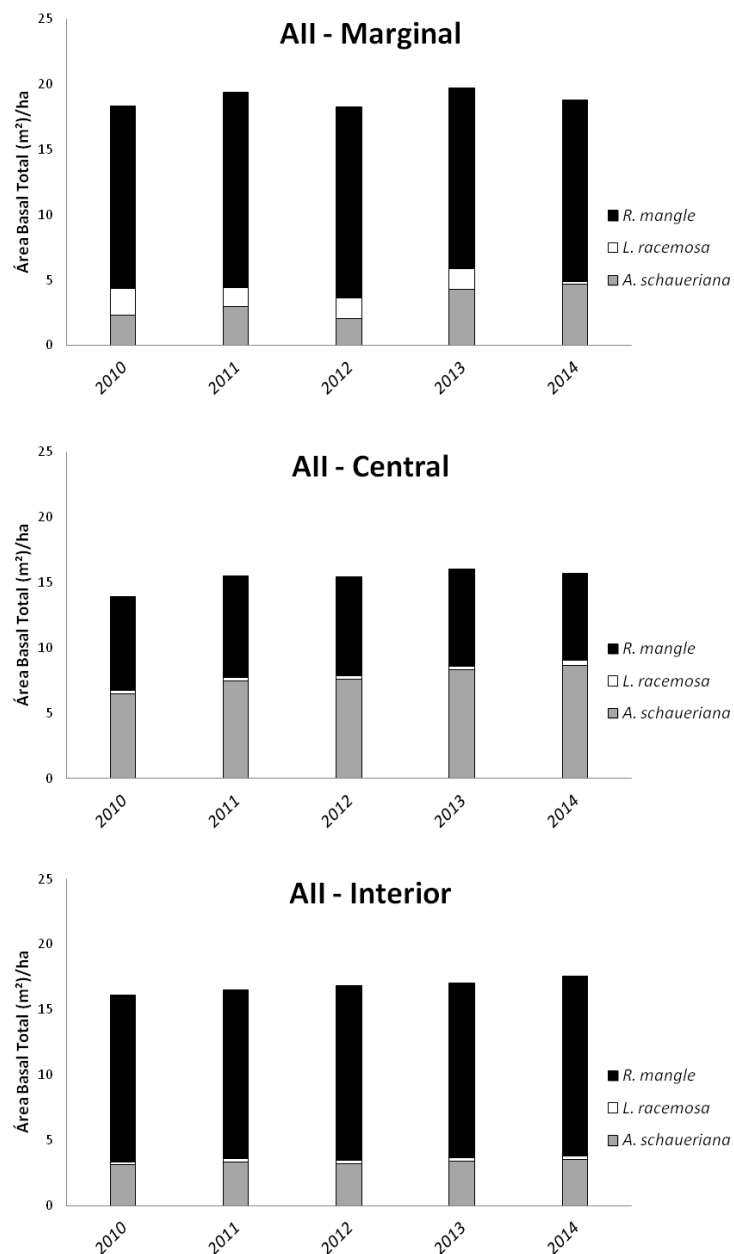 AII - Marginal
Área Basal Total (m²)/ha
25
20
15
10
5
0
2010
2011
2012
2013
2014
R. mangle
L. racemosa
A. schaueriana
AII - Central
Área Basal Total (m²)/ha
25
20
15
10
5
0
2010
2011
2012
2013
2014
R. mangle
L. racemosa
A. schaueriana
AII - Interior
Área Basal Total (m²)/ha
25
20
15
10
5
0
2010
2011
2012
2013
2014
R. mangle
L. racemosa
A. schaueriana